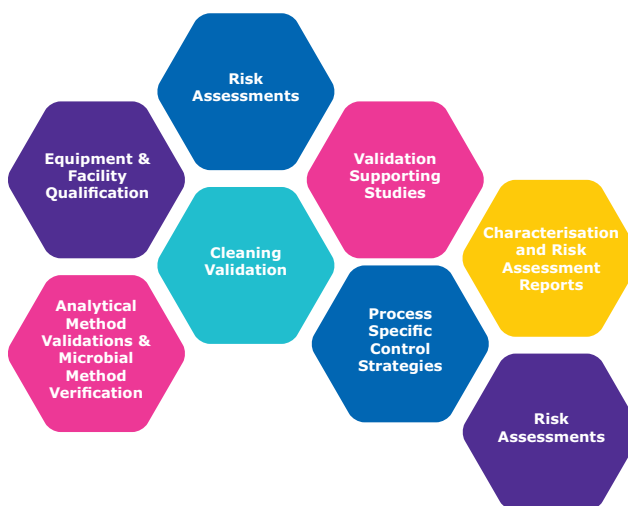 Risk
Assessments
Equipment &
Facility
Qualification
Validation
Supporting
Studies
Cleaning
Validation
Characterisation
and Risk
Assessment
Reports
Analytical
Method
Validations &
Microbial
Method
Verification
Process
Specific
Control
Strategies
Risk
Assessments